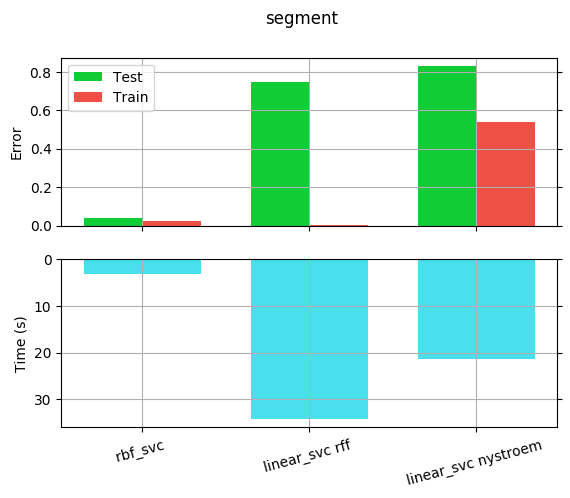 segment
Test
Train
Error
0.8
0.6
0.4
0.2
0.0
Time (s)
0
10
20
30
rbf_svc
linear_svc rff
linear_svc nystroem